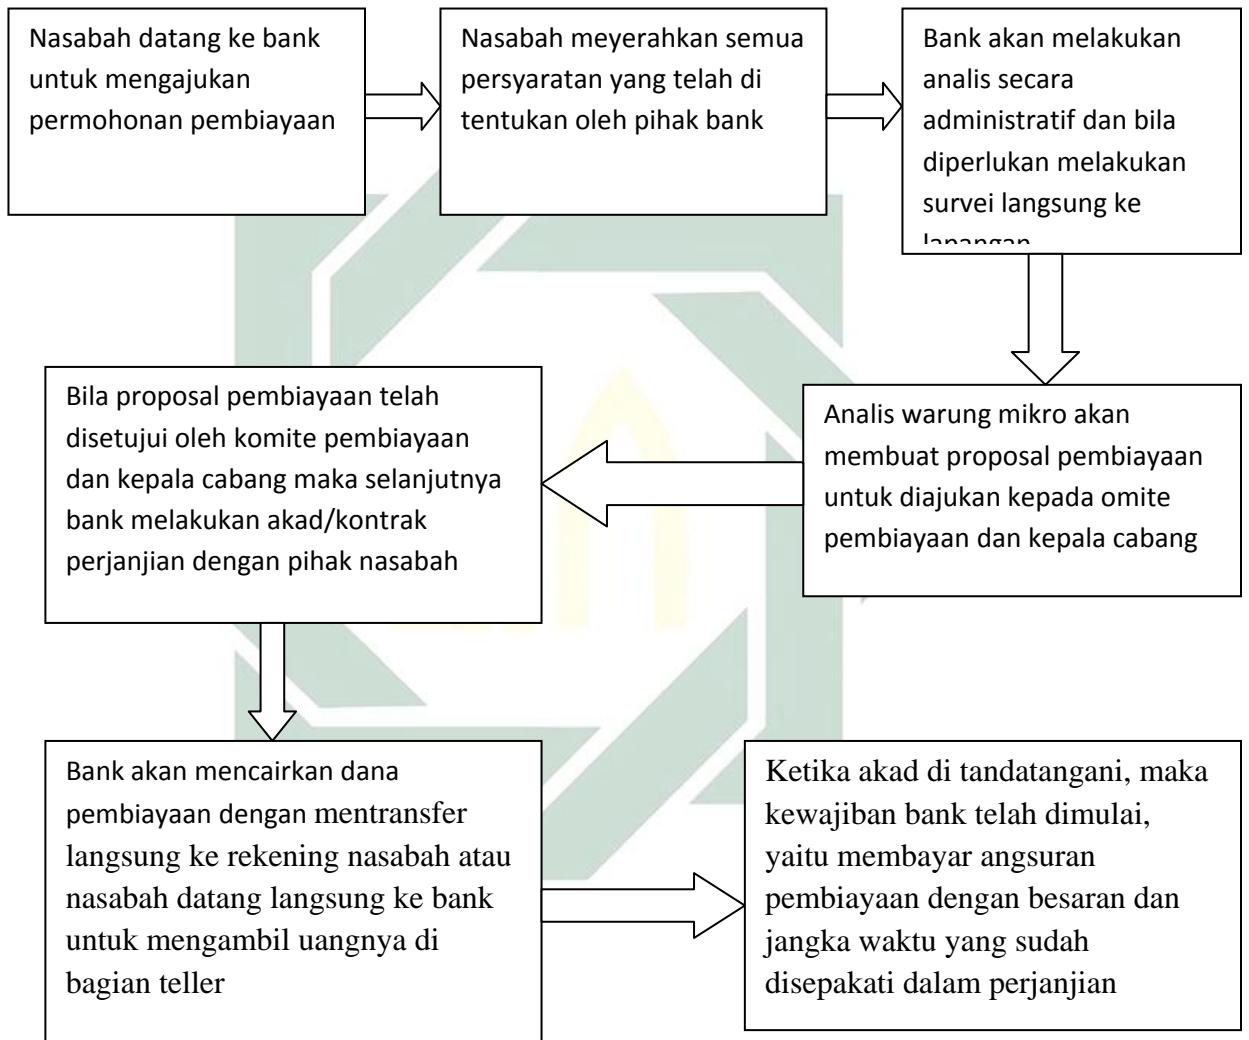 Nasabah datang ke bank
untuk mengajukan
permohonan pembiayaan
Nasabah meyerahkan semua
persyaratan yang telah di
tentukan oleh pihak bank
Bank akan melakukan
analis secara
administratif dan bila
diperlukan melakukan
survei langsung ke
lapangan
Analis warung mikro akan
membuat proposal pembiayaan
untuk diajukan kepada omite
pembiayaan dan kepala cabang
Bila proposal pembiayaan telah
disetujui oleh komite pembiayaan
dan kepala cabang maka selanjutnya
bank melakukan akad/kontrak
perjanjian dengan pihak nasabah
Bank akan mencairkan dana
pembiayaan dengan mentransfer
langsung ke rekening nasabah atau
nasabah datang langsung ke bank
untuk mengambil uangnya di
bagian teller
Ketika akad di tandatangani, maka
kewajiban bank telah dimulai,
yaitu membayar angsuran
pembiayaan dengan besaran dan
jangka waktu yang sudah
disepakati dalam perjanjian